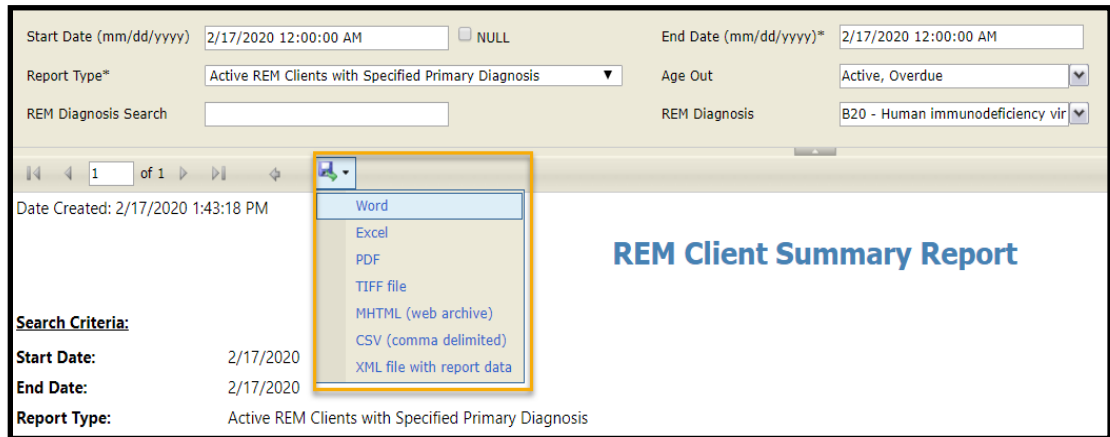 Start Date (mm/dd/yyyy) 2/17/2020 12:00:00 AM NULL End Date (mm/dd/yyyy)* 2/17/2020 12:00:00 AM
Report Type* Active REM Clients with Specified Primary Diagnosis Age Out Active, Overdue
REM Diagnosis Search REM Diagnosis B20 - Human immunodeficiency vir
1 of 1
Date Created: 2/17/2020 1:43:18 PM
Word
Excel
PDF
TIFF file
MHTML (web archive)
CSV (comma delimited)
XML file with report data
REM Client Summary Report
Search Criteria:
Start Date: 2/17/2020
End Date: 2/17/2020
Report Type: Active REM Clients with Specified Primary Diagnosis